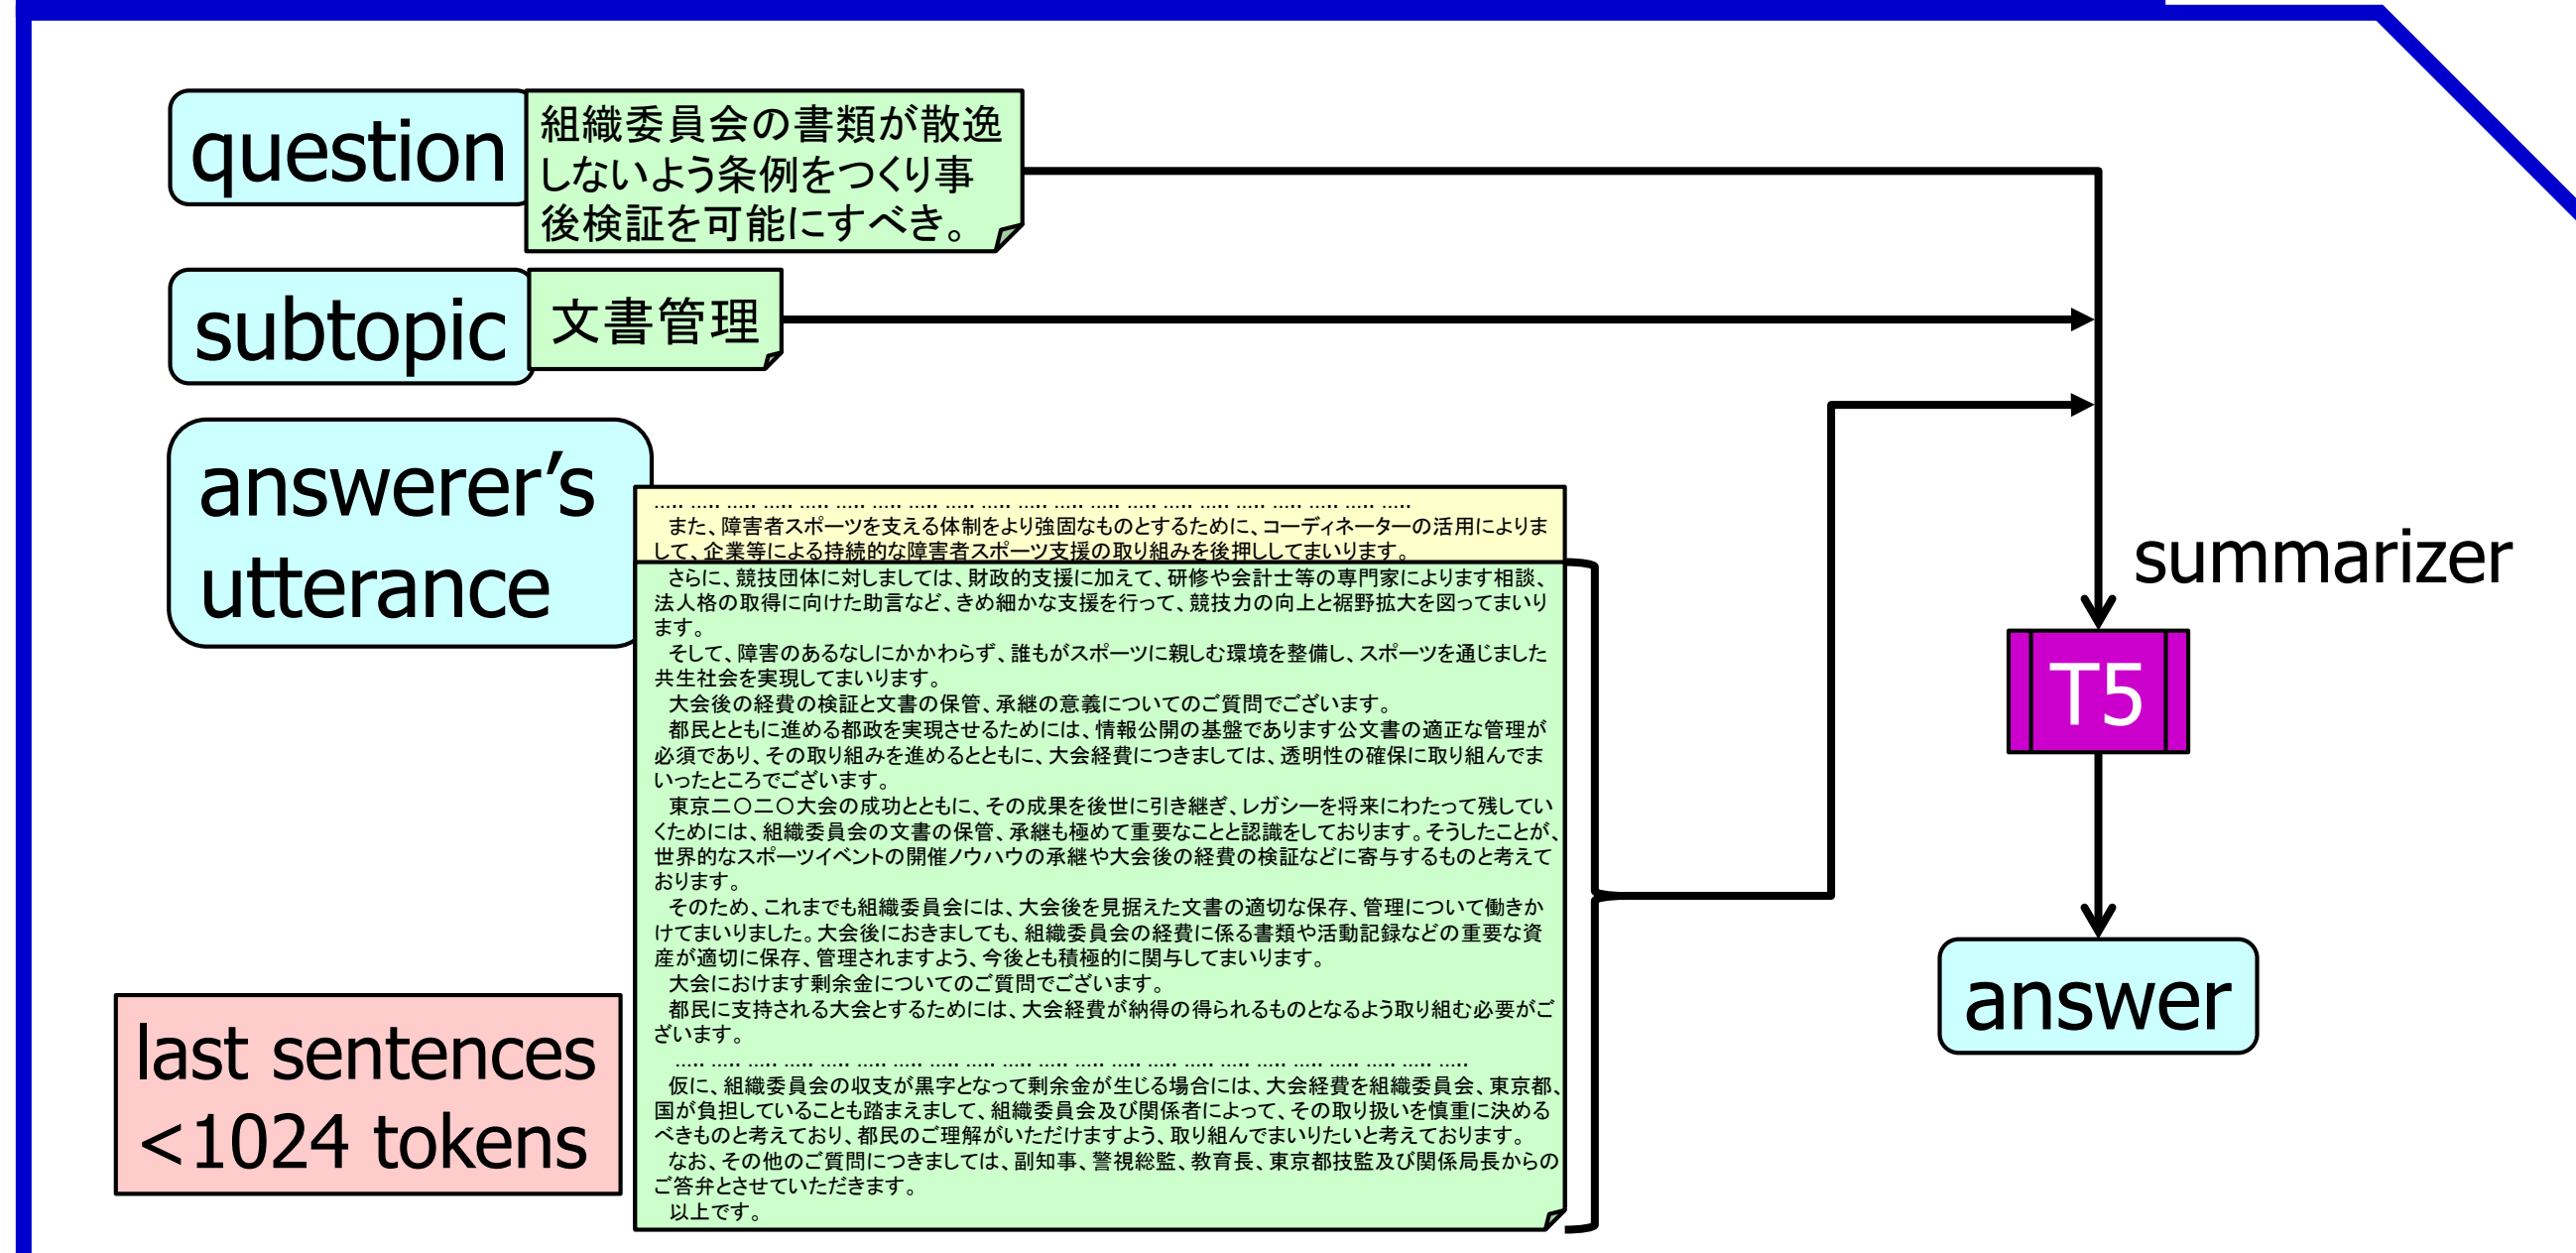 question
組織委員会の書類が散逸
しないよう条例をつくり事
後検証を可能にすべき。
subtopic
文書管理
answerer's
utterance
..... ..... ..... ..... ..... ..... ..... ..... ..... ..... ..... ..... ..... ..... ..... ..... ..... ..... ..... ..... .....
また、障害者スポーツを支える体制をより強固なものとするために、コーディネーターの活用によりま
して、企業等による持続的な障害者スポーツ支援の取り組みを後押ししてまいります。
さらに、競技団体に対しましては、財政的支援に加えて、研修や会計士等の専門家によります相談、
法人格の取得に向けた助言など、きめ細かな支援を行って、競技力の向上と裾野拡大を図ってまいり
ます。
そして、障害のあるなしにかかわらず、誰もがスポーツに親しむ環境を整備し、スポーツを通じました
共生社会を実現してまいります。
大会後の経費の検証と文書の保管、承継の意義についてのご質問でございます。
都民とともに進める都政を実現させるためには、情報公開の基盤であります公文書の適正な管理が
必須であり、その取り組みを進めるとともに、大会経費につきましては、透明性の確保に取り組んでま
いったところでございます。
東京二〇二〇大会の成功とともに、その成果を後世に引き継ぎ、レガシーを将来にわたって残してい
くためには、組織委員会の文書の保管、承継も極めて重要なことと認識をしております。そうしたことが、
世界的なスポーツイベントの開催ノウハウの承継や大会後の経費の検証などに寄与するものと考えて
おります。
そのため、これまでも組織委員会には、大会後を見据えた文書の適切な保存、管理について働きか
けてまいりました。大会後におきましても、組織委員会の経費に係る書類や活動記録などの重要な資
産が適切に保存、管理されますよう、今後とも積極的に関与してまいります。
大会におけます剰余金についてのご質問でございます。
都民に支持される大会とするためには、大会経費が納得の得られるものとなるよう取り組む必要がご
ざいます。
..... ..... ..... ..... ..... ..... ..... ..... ..... ..... ..... ..... ..... ..... ..... ..... ..... ..... ..... ..... ..... .....
仮に、組織委員会の収支が黒字となって剰余金が生じる場合には、大会経費を組織委員会、東京都、
国が負担していることも踏まえまして、組織委員会及び関係者によって、その取り扱いを慎重に決める
べきものと考えており、都民のご理解がいただけますよう、取り組んでまいりたいと考えております。
なお、その他のご質問につきましては、副知事、警視総監、教育長、東京都技監及び関係局長からの
ご答弁とさせていただきます。
以上です。
last sentences
<1024 tokens
summarizer
T5
answer